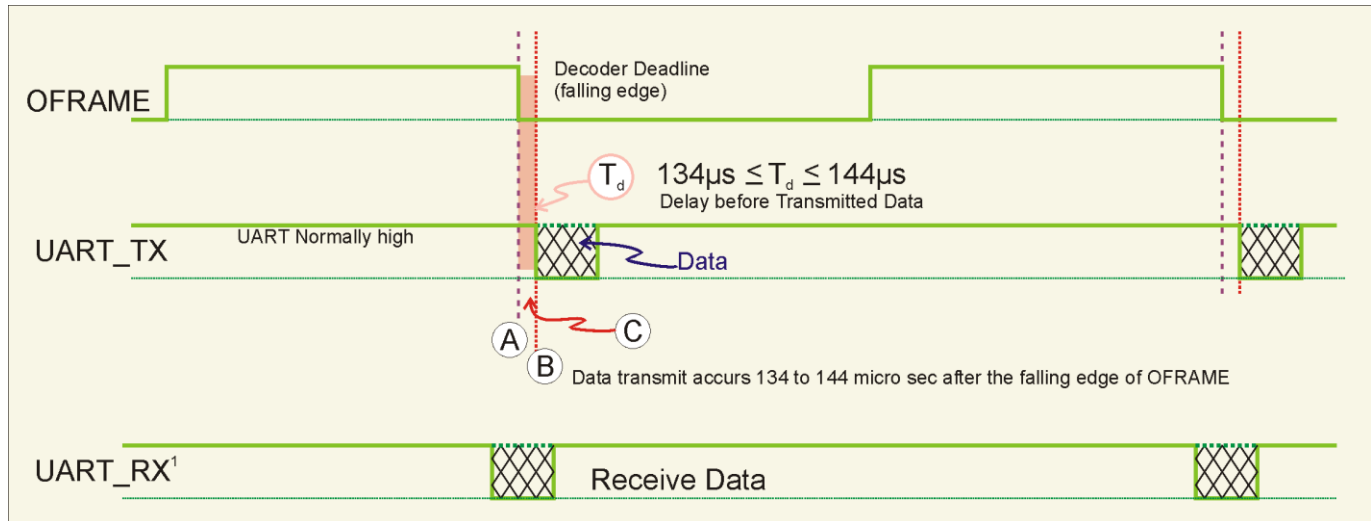 OFRAME
Decoder Deadline
(falling edge)
Td
134µs ≤ Td ≤ 144µs
Delay before Transmitted Data
UART_TX
UART Normally high
Data
A
B
C
Data transmit accurs 134 to 144 micro sec after the falling edge of OFRAME
UART_RX¹
Receive Data